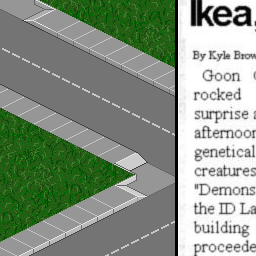 Ikea,
By Kyle Brow
Goon
rocked
surprise a
afternoon
genetical
creatures
"Demons
the ID La
building
proceede